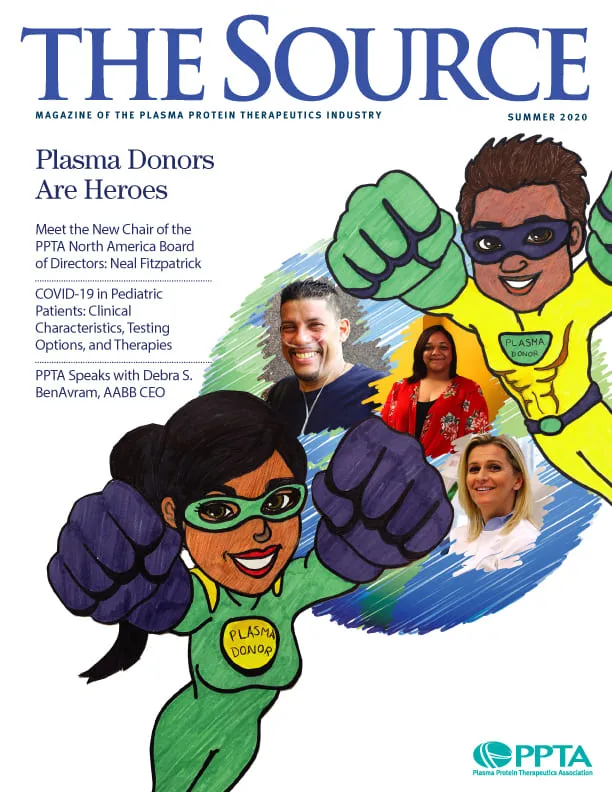 THE SOURCE
MAGAZINE OF THE PLASMA PROTEIN THERAPEUTICS INDUSTRY
SUMMER 2020
Plasma Donors
Are Heroes
Meet the New Chair of the
PPTA North America Board
of Directors: Neal Fitzpatrick
COVID-19 in Pediatric
Patients: Clinical
Characteristics, Testing
Options, and Therapies
PPTA Speaks with Debra S.
BenAvram, AABB CEO
PLASMA
DONOR
PLASMA
DONOR
PPTA
Plasma Protein Therapeutics Association